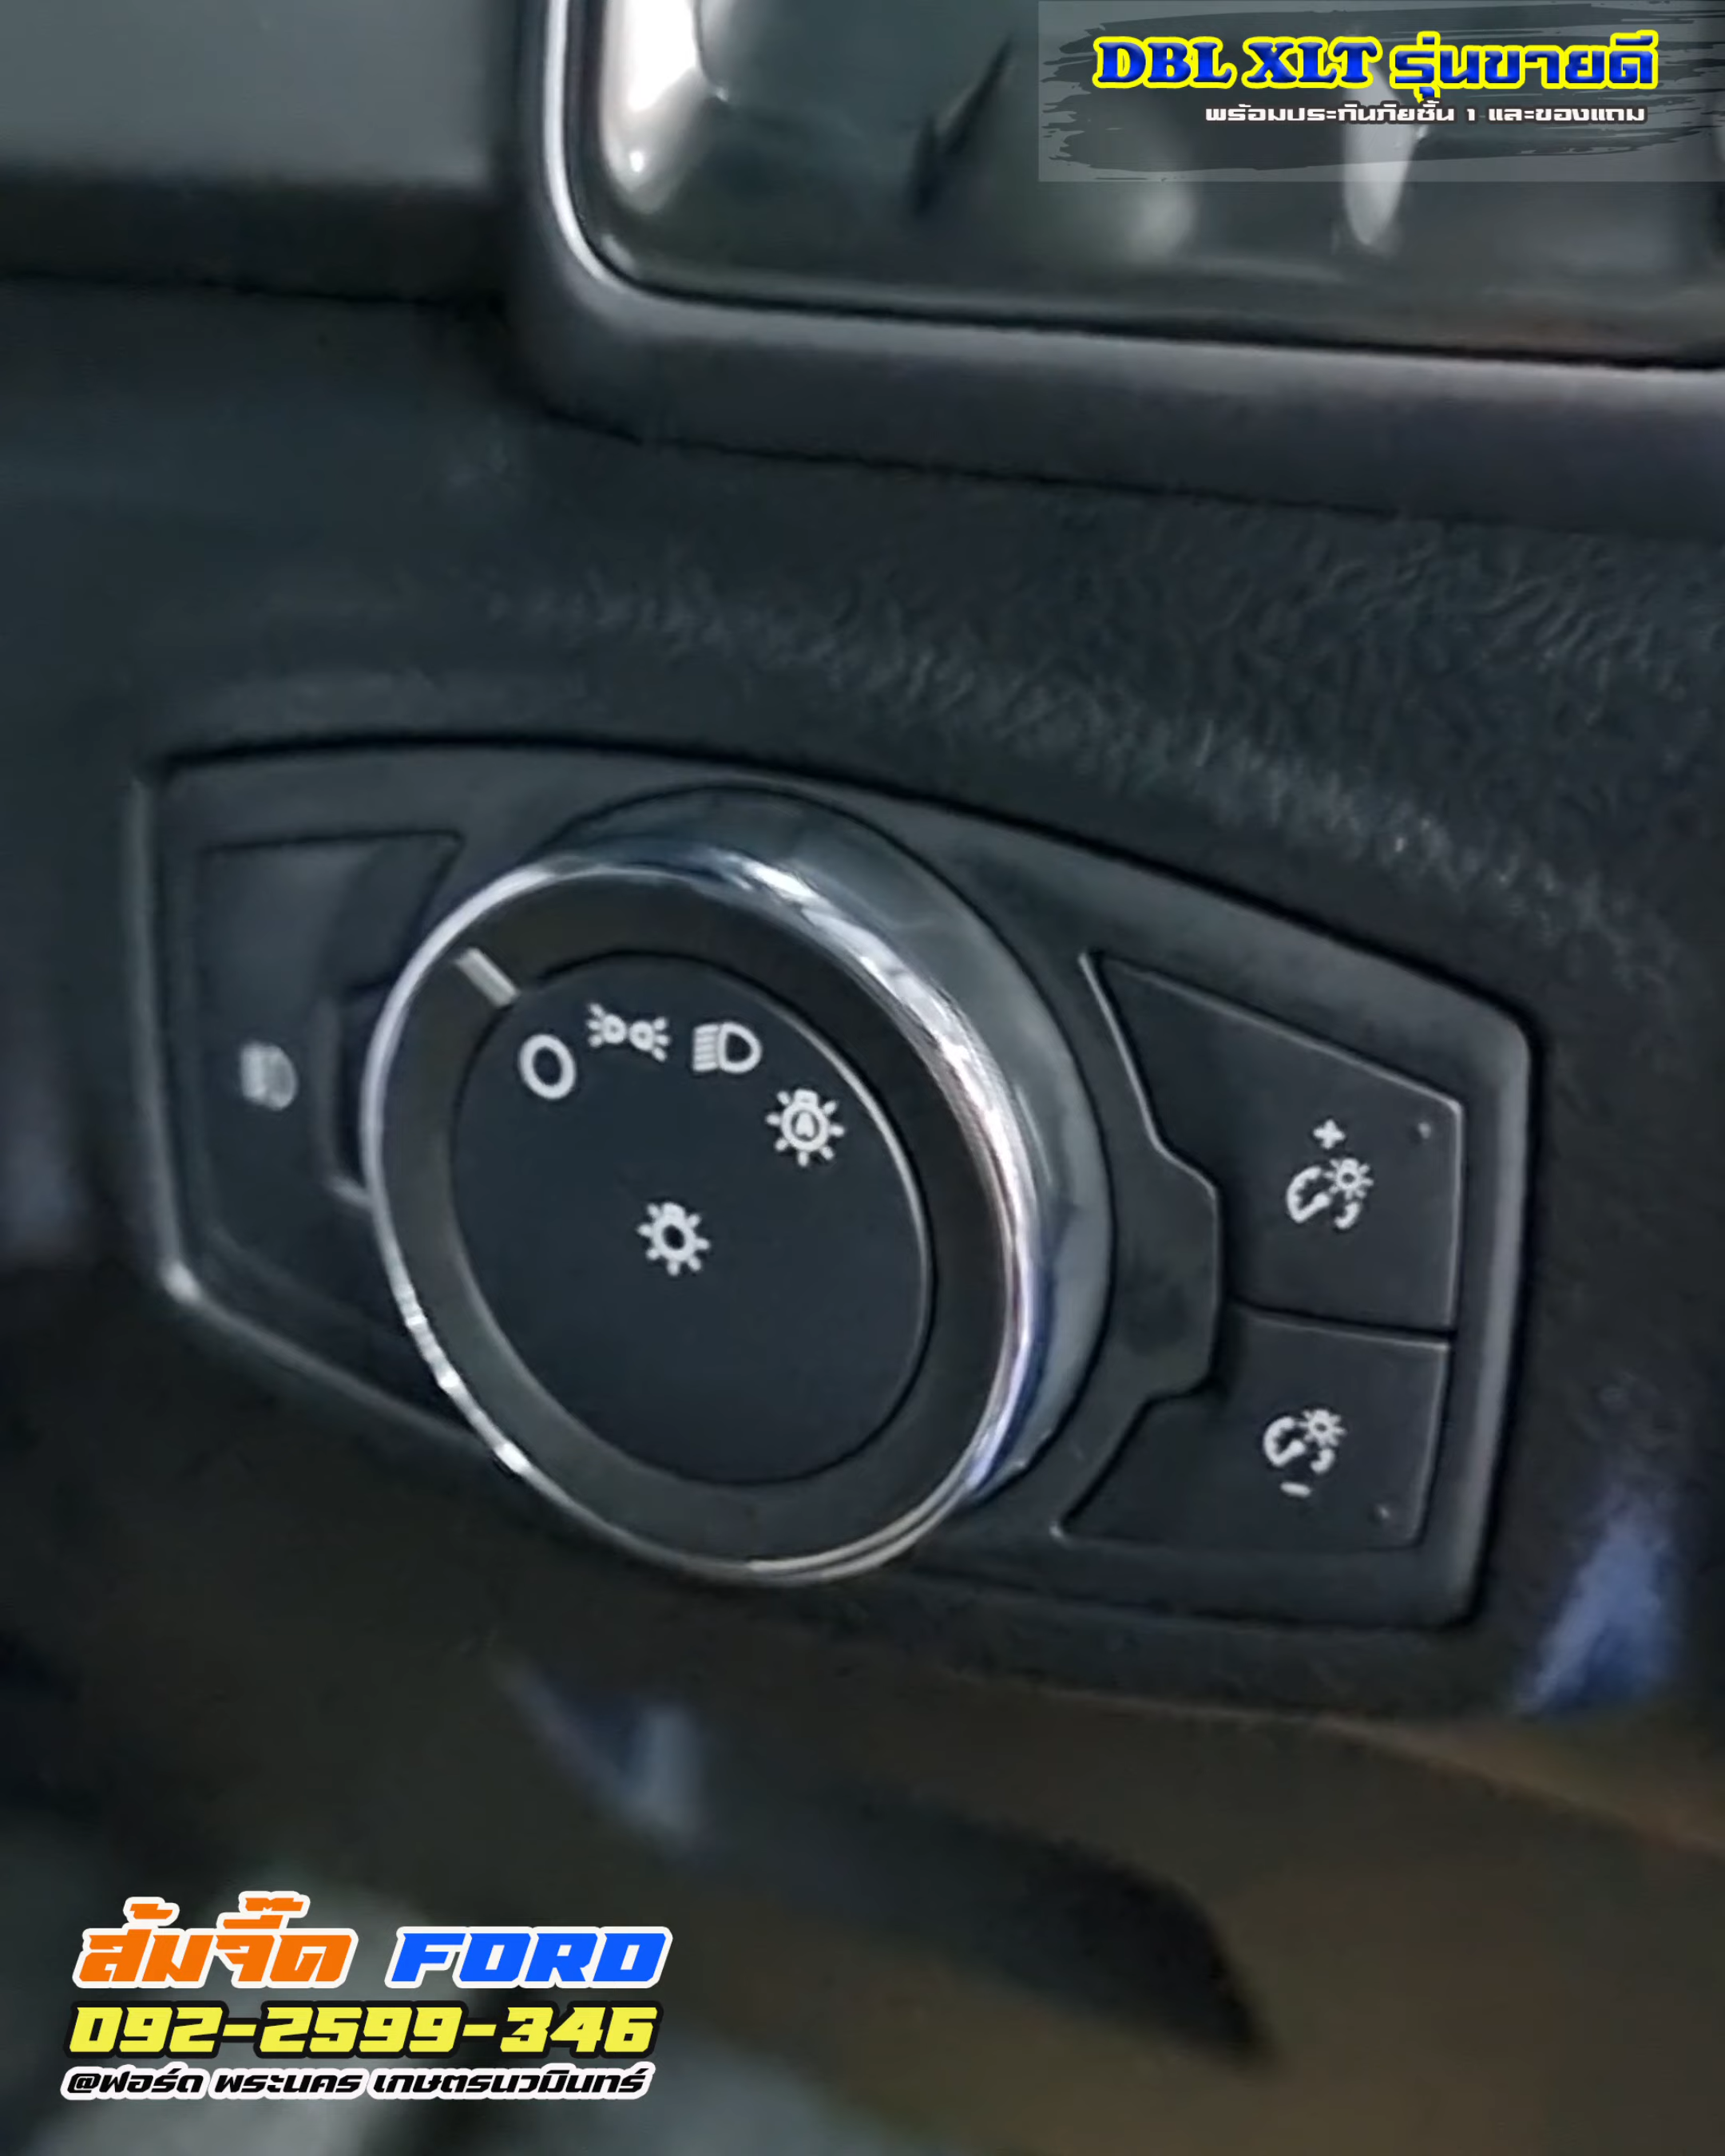 DBL XLT รุ่นขายดี
พร้อมประกันภัยชั้น 1 และของแถม
ส้มจี๊ด FORD
092-2599-346
@ฟอร์ด พระนคร เกษตรนวมินทร์